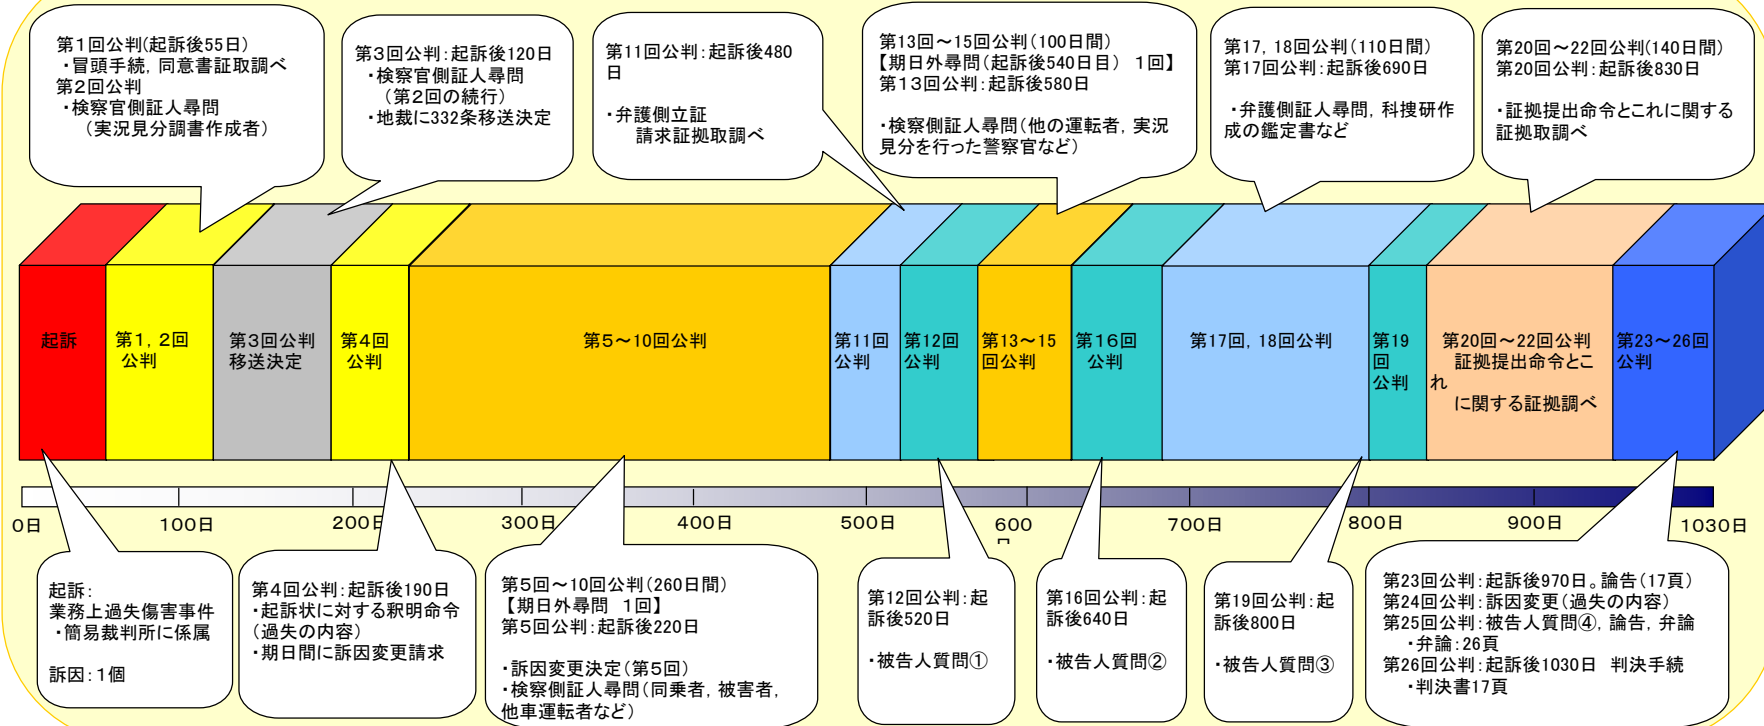 第1回公判(起訴後55日)
・冒頭手続,同意書証取調べ
第2回公判
・検察官側証人尋問
(実況見分調書作成者)
第3回公判:起訴後120日
・検察官側証人尋問
(第2回の続行)
・地裁に332条移送決定
第11回公判:起訴後480
日
・弁護側立証
請求証拠取調べ
第13回～15回公判(100日間)
【期日外尋問(起訴後540日目) 1回】
第13回公判:起訴後580日
・検察側証人尋問(他の運転者,実況
見分を行った警察官など)
第17,18回公判(110日間)
第17回公判:起訴後690日
・弁護側証人尋問,科捜研作
成の鑑定書など
第20回～22回公判(140日間)
第20回公判:起訴後830日
・証拠提出命令とこれに関する
証拠取調べ
起訴
第1,2回
公判
第3回公判
移送決定
第4回
公判
第5～10回公判
第11回
公判
第12回
公判
第13～15
回公判
第16回
公判
第17回,18回公判
第19
回
公判
第20回～22回公判
証拠提出命令とこ
れ
に関する証拠調べ
第23～26回
公判
0日
100日
200日
300日
400日
500日
600
700日
800日
900日
1030日
起訴:
業務上過失傷害事件
・簡易裁判所に係属
訴因:1個
第4回公判:起訴後190日
・起訴状に対する釈明命令
(過失の内容)
・期日間に訴因変更請求
第5回～10回公判(260日間)
【期日外尋問 1回】
第5回公判:起訴後220日
・訴因変更決定(第5回)
・検察側証人尋問(同乗者,被害者,
他車運転者など)
第12回公判:起
訴後520日
・被告人質問①
第16回公判:起
訴後640日
・被告人質問②
第19回公判:起
訴後800日
・被告人質問③
第23回公判:起訴後970日。論告(17頁)
第24回公判:訴因変更(過失の内容)
第25回公判:被告人質問④,論告,弁論
・弁論:26頁
第26回公判:起訴後1030日 判決手続
・判決書17頁